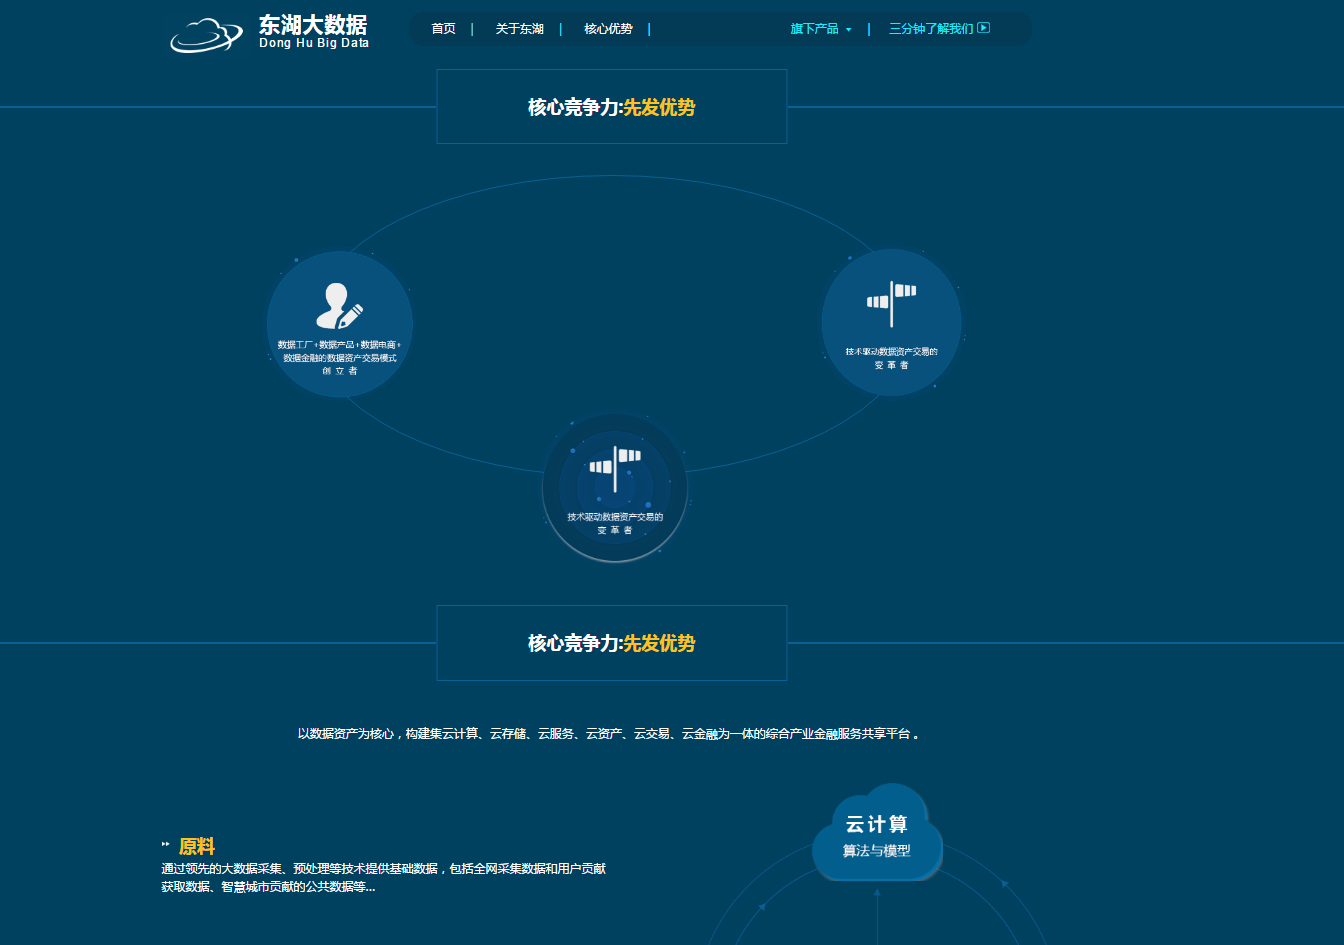 东湖大数据
Dong Hu Big Data
首页 | 关于东湖 | 核心优势 | 旗下产品 | 三分钟了解我们
核心竞争力:先发优势
数据工厂+数据产品+数据电商+
数据金融的数据资产交易模式
创 立 者
技术驱动数据资产交易的
变 革 者
技术驱动数据资产交易的
变 革 者
核心竞争力:先发优势
以数据资产为核心，构建集云计算、云存储、云服务、云资产、云交易、云金融为一体的综合产业金融服务共享平台 。
云计算
算法与模型
原料
通过领先的大数据采集、预处理等技术提供基础数据，包括全网采集数据和用户贡献
获取数据、智慧城市贡献的公共数据等...